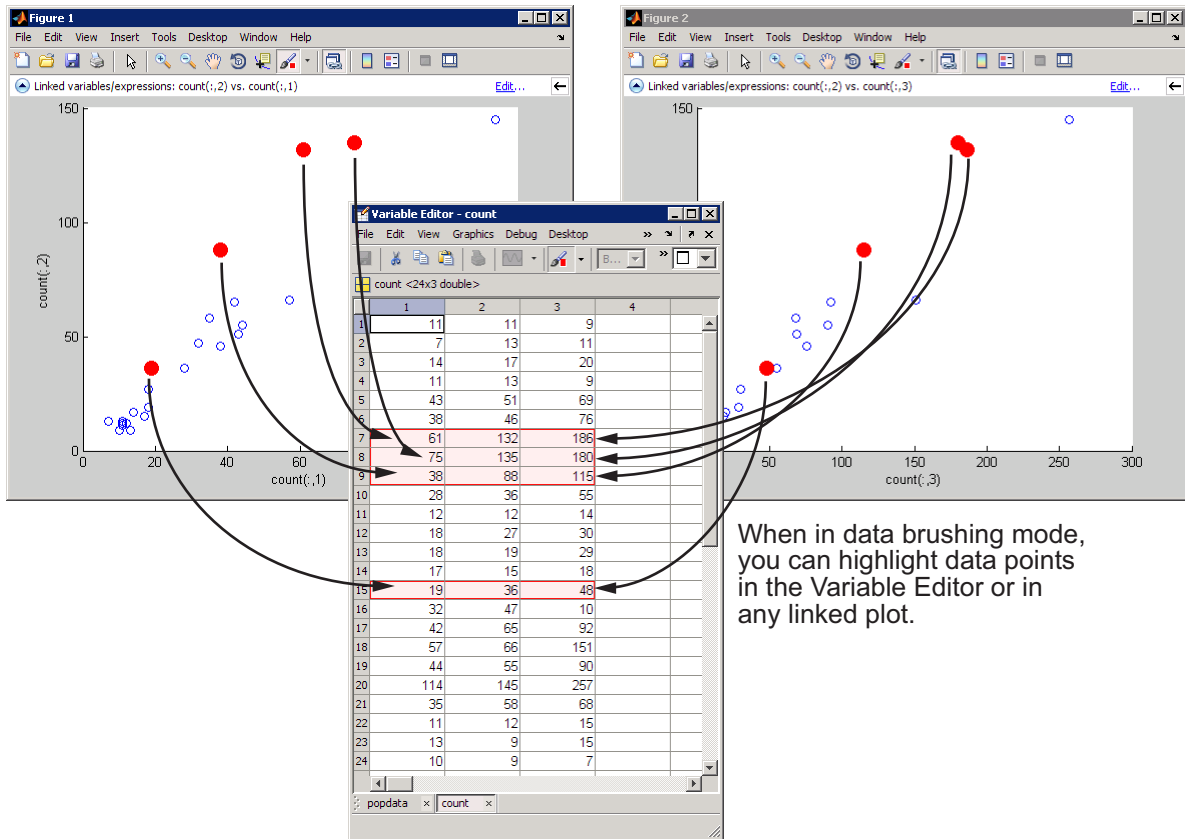 Figure 1
File Edit View Insert Tools Desktop Window Help
Linked variables/expressions: count(:,2) vs. count(:,1)
Edit...
150
100
50
0
count(:,2)
0 20 40 60
count(:,1)
Figure 2
File Edit View Insert Tools Desktop Window Help
Linked variables/expressions: count(:,2) vs. count(:,3)
Edit...
150
50 100 150 200 250 300
count(:,3)
Variable Editor - count
File Edit View Graphics Debug Desktop »
B... »
count <24x3 double>
1 2 3 4
1 11 11 9
2 7 13 11
3 14 17 20
4 11 13 9
5 43 51 69
6 38 46 76
7 61 132 186
8 75 135 180
9 38 88 115
10 28 36 55
11 12 12 14
12 18 27 30
13 18 19 29
14 17 15 18
15 19 36 48
16 32 47 10
17 42 65 92
18 57 66 151
19 44 55 90
20 114 145 257
21 35 58 68
22 11 12 15
23 13 9 15
24 10 9 7
popdata × count ×
When in data brushing mode,
you can highlight data points
in the Variable Editor or in
any linked plot.